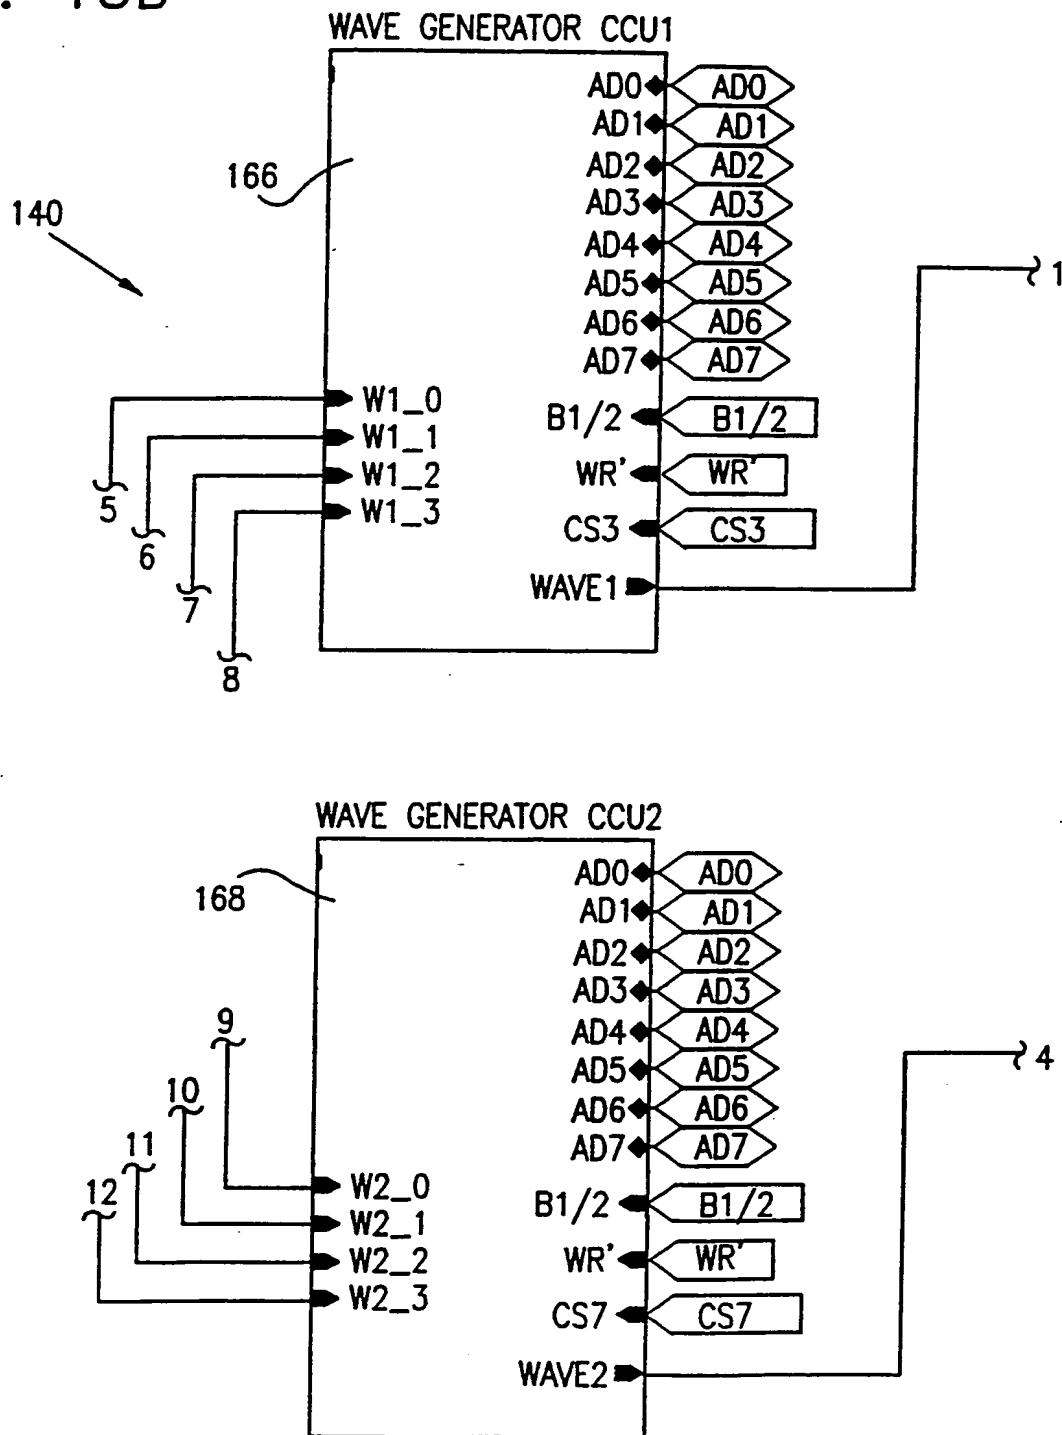 WAVE GENERATOR CCU1
AD0 AD0
AD1 AD1
AD2 AD2
AD3 AD3
AD4 AD4
AD5 AD5
AD6 AD6
AD7 AD7
166
140
1
W1_0
W1_1
W1_2
W1_3
B1/2 B1/2
WR' WR'
CS3 CS3
WAVE1
5
6
7
8
WAVE GENERATOR CCU2
AD0 AD0
AD1 AD1
AD2 AD2
AD3 AD3
AD4 AD4
AD5 AD5
AD6 AD6
AD7 AD7
168
4
9
10
11
12
W2_0
W2_1
W2_2
W2_3
B1/2 B1/2
WR' WR'
CS7 CS7
WAVE2